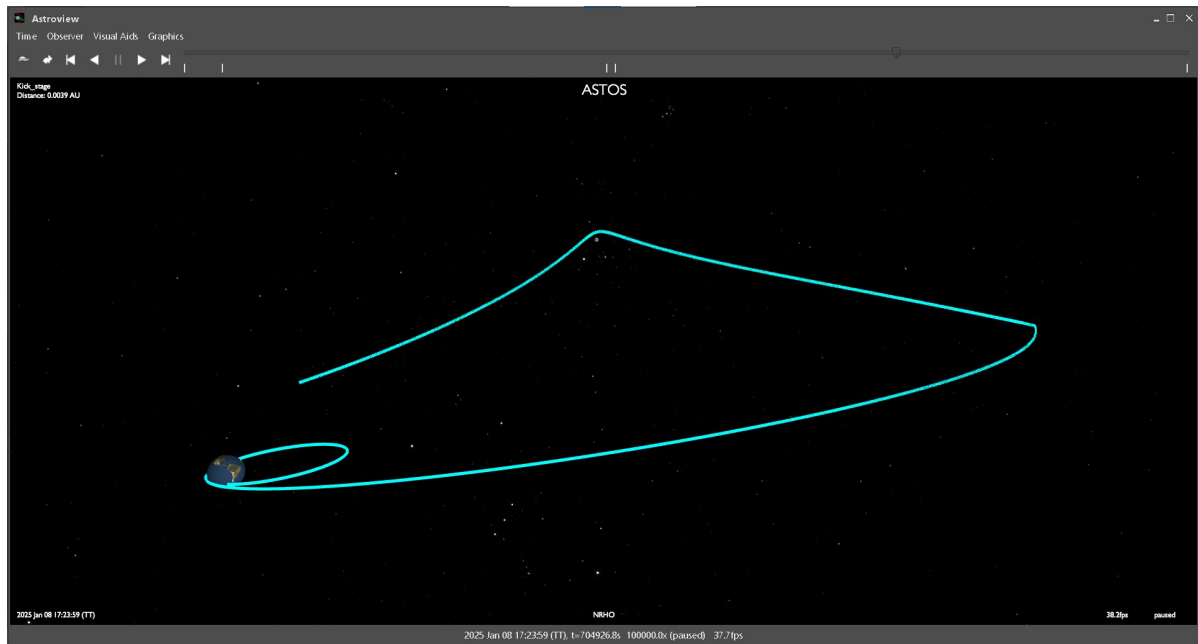 Astroview
Time Observer Visual Aids Graphics
Kick_stage
Distance: 0.0039 AU
ASTOS
2025 Jan 08 17:23:59 (TT)
NRHO
38.2fps
paused
2025 Jan 08 17:23:59 (TT), t=704926.8s 100000.0x (paused) 37.7fps